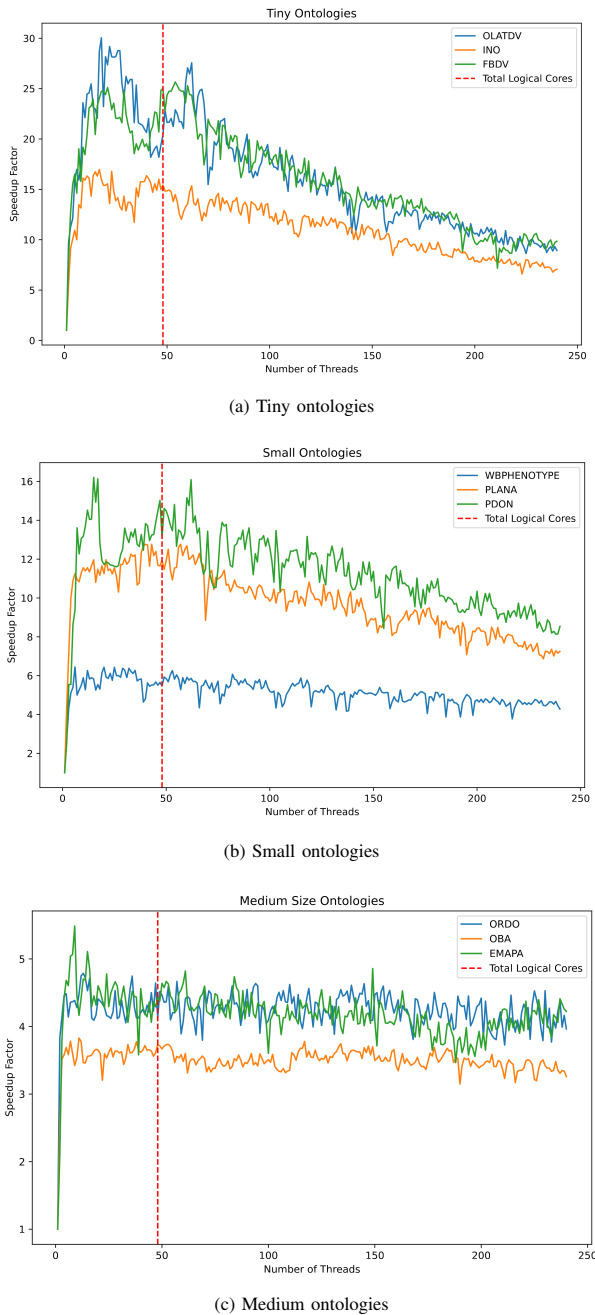 Tiny Ontologies
30
25
20
15
10
5
0
Speedup Factor
OLATDV
INO
FBDV
Total Logical Cores
0 50 100 150 200 250
Number of Threads
(a) Tiny ontologies
Small Ontologies
16
14
12
10
8
6
4
2
Speedup Factor
WBPHENOTYPE
PLANA
PDON
Total Logical Cores
0 50 100 150 200 250
Number of Threads
(b) Small ontologies
Medium Size Ontologies
5
4
3
2
1
Speedup Factor
ORDO
OBA
EMAPA
Total Logical Cores
0 50 100 150 200 250
Number of Threads
(c) Medium ontologies